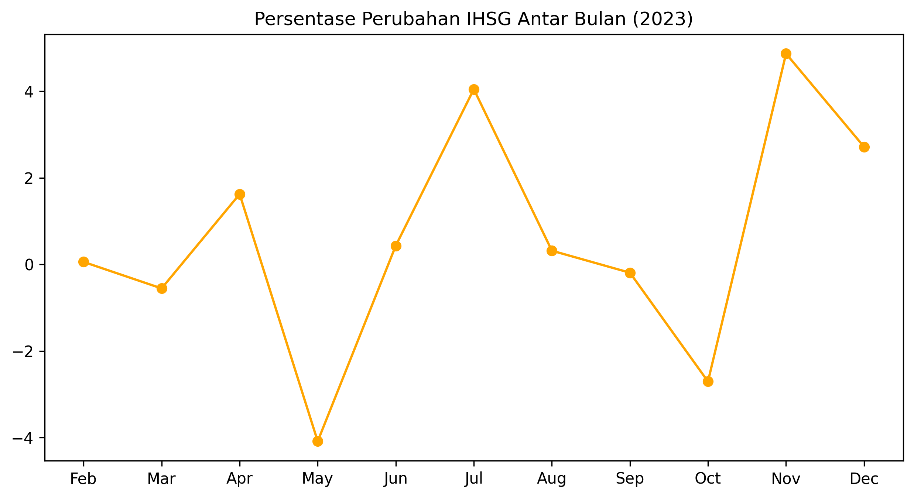 Persentase Perubahan IHSG Antar Bulan (2023)
4
2
0
−2
−4
Feb Mar Apr May Jun Jul Aug Sep Oct Nov Dec